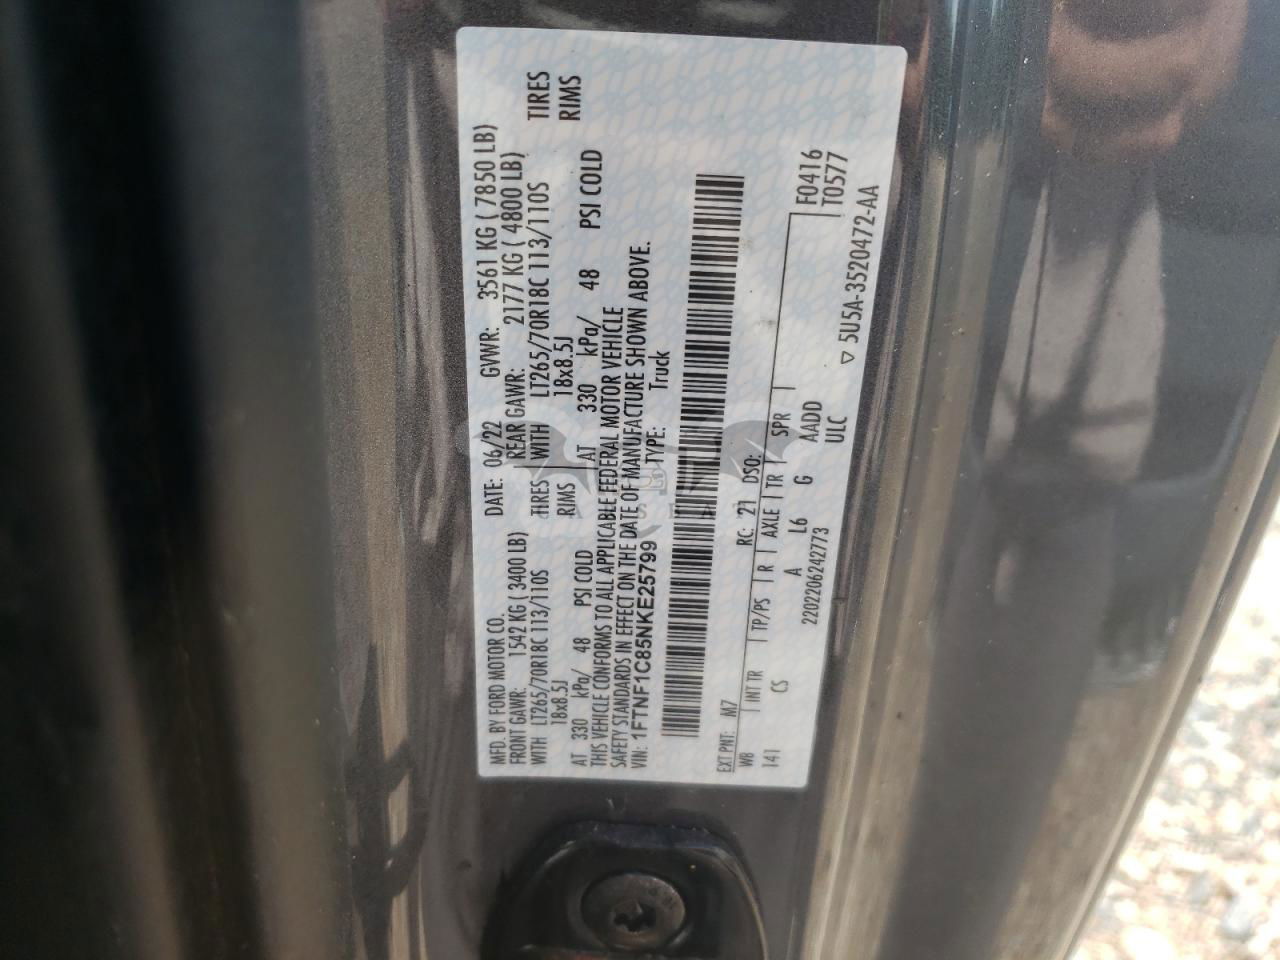 MFD. BY FORD MOTOR CO.
DATE: 06/22 GVWR: 3561 KG ( 7850 LB)
FRONT GAWR: 1542 KG ( 3400 LB) REAR GAWR: 2177 KG ( 4800 LB)
WITH LT265/70R18C 113/110S TIRES WITH LT265/70R18C 113/110S TIRES
18x8.5J RIMS 18x8.5J RIMS
AT 330 kPa/ 48 PSI COLD AT 330 kPa/ 48 PSI COLD
THIS VEHICLE CONFORMS TO ALL APPLICABLE FEDERAL MOTOR VEHICLE
SAFETY STANDARDS IN EFFECT ON THE DATE OF MANUFACTURE SHOWN ABOVE.
VIN: 1FTNF1C85NKE25799 TYPE: Truck
EXT PNT: M7 RC: 21 DSO: F0416
WB INT TR TP/PS R AXLE TR SPR T0577
141 CS A L6 G AADD
2202206242773 ULC
▽ 5U5A-3520472-AA